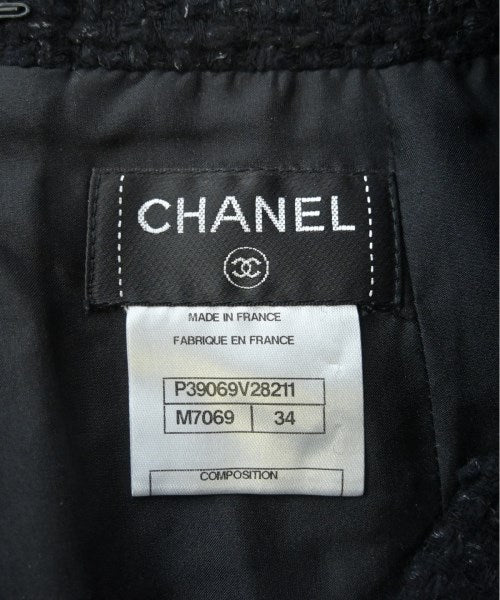 CHANEL
MADE IN FRANCE
FABRIQUE EN FRANCE
P39069V28211
M7069 34
COMPOSITION